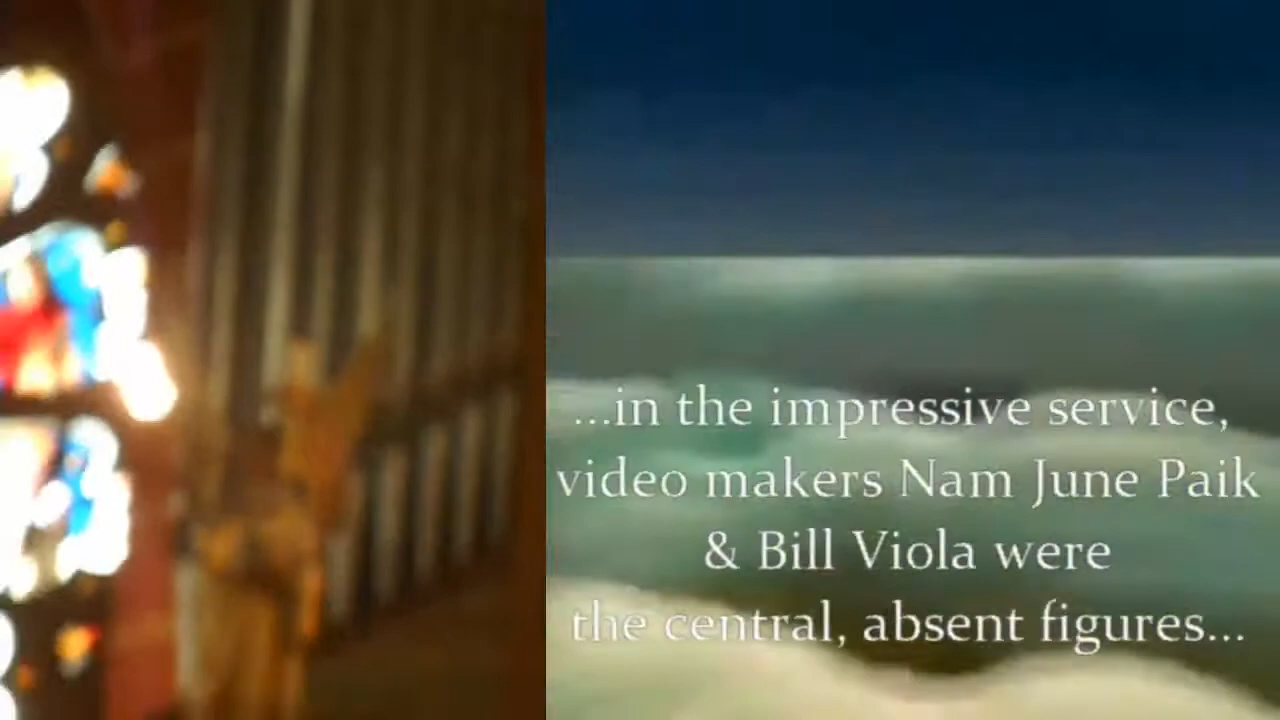 ...in the impressive service,
video makers Nam June Paik
& Bill Viola were
the central, absent figures...